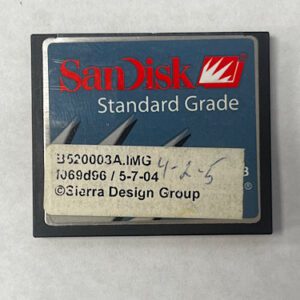 SanDisk
Standard Grade
B520003A.IMG 4-2-5
f069d96 / 5-7-04
©Sierra Design Group